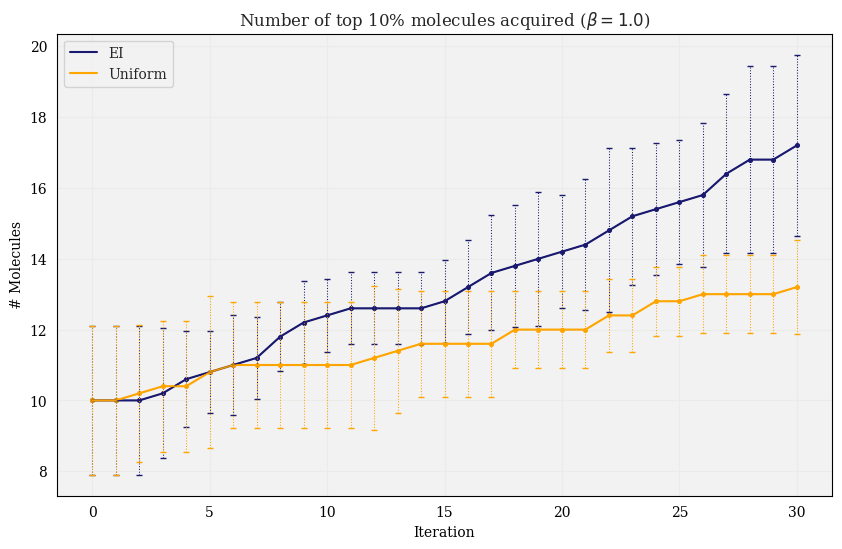 Number of top 10% molecules acquired (β = 1.0)
EI
Uniform
# Molecules
20
18
16
14
12
10
8
0 5 10 15 20 25 30
Iteration